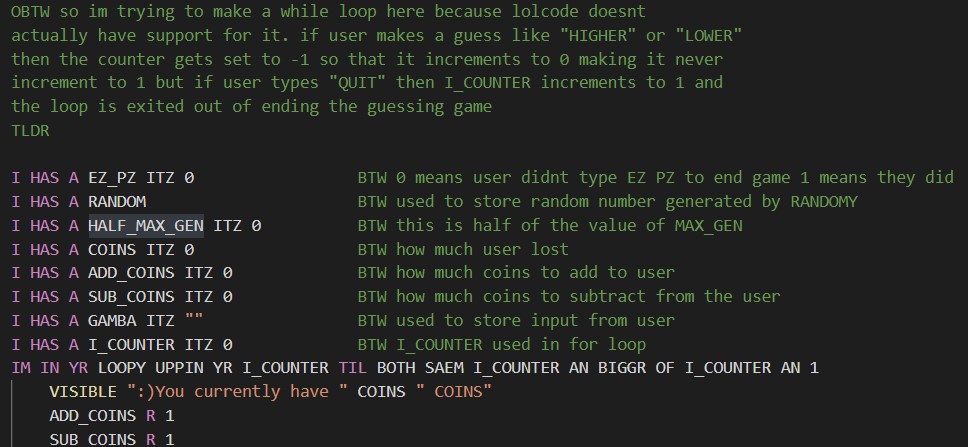 OBTW so im trying to make a while loop here because lolcode doesnt
actually have support for it. if user makes a guess like "HIGHER" or "LOWER"
then the counter gets set to -1 so that it increments to 0 making it never
increment to 1 but if user types "QUIT" then I_COUNTER increments to 1 and
the loop is exited out of ending the guessing game
TLDR
I HAS A EZ_PZ ITZ 0 BTW 0 means user didnt type EZ PZ to end game 1 means they did
I HAS A RANDOM BTW used to store random number generated by RANDOMY
I HAS A HALF_MAX_GEN ITZ 0 BTW this is half of the value of MAX_GEN
I HAS A COINS ITZ 0 BTW how much user lost
I HAS A ADD_COINS ITZ 0 BTW how much coins to add to user
I HAS A SUB_COINS ITZ 0 BTW how much coins to subtract from the user
I HAS A GAMBA ITZ "" BTW used to store input from user
I HAS A I_COUNTER ITZ 0 BTW I_COUNTER used in for loop
IM IN YR LOOPY UPPIN YR I_COUNTER TIL BOTH SAEM I_COUNTER AN BIGGR OF I_COUNTER AN 1
VISIBLE ":)You currently have " COINS " COINS"
ADD_COINS R 1
SUB_COINS R 1